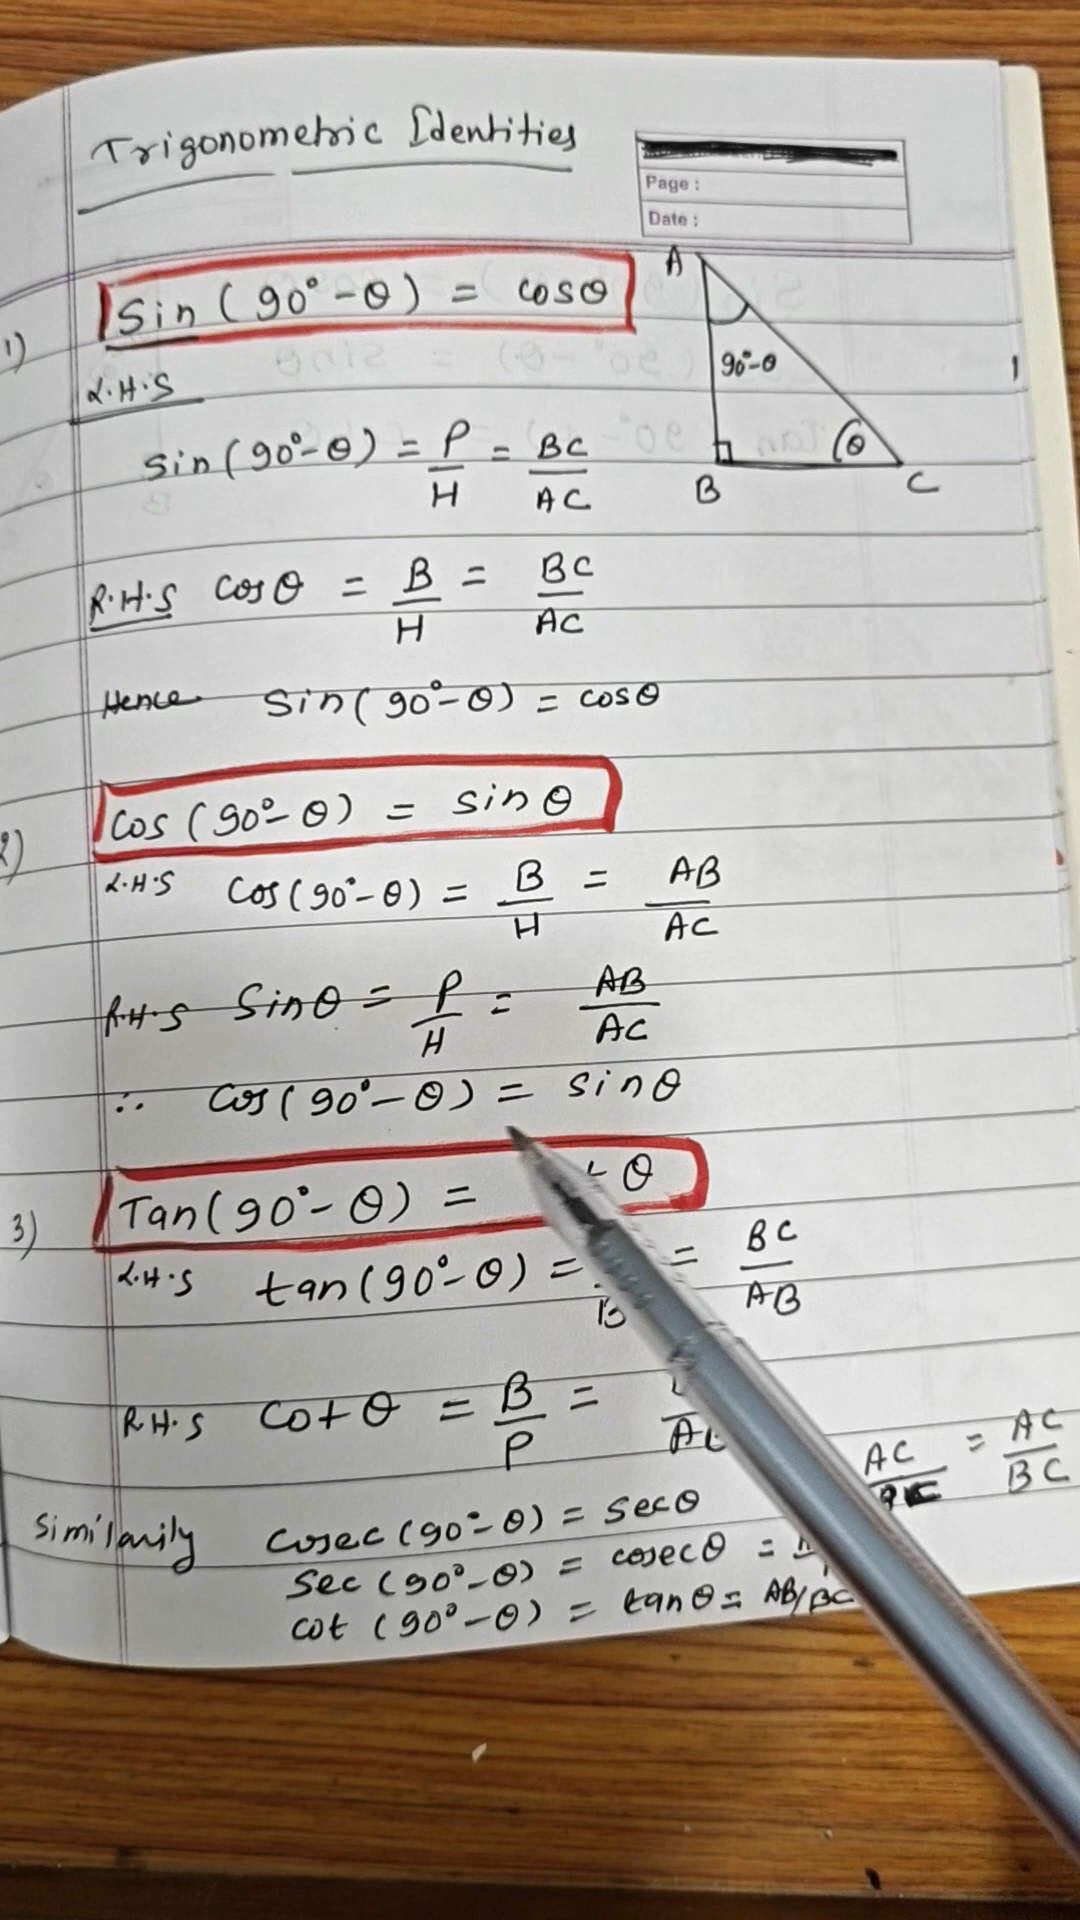 Trigonometric Identities
Page :
Date :
1) Sin (90° - θ) = cosθ
A
90°-θ
θ
B
C
L.H.S
sin (90° - θ) = P/H = BC/AC
R.H.S cosθ = B/H = BC/AC
Hence Sin (90° - θ) = cosθ
2) Cos (90° - θ) = sinθ
L.H.S Cos (90° - θ) = B/H = AB/AC
R.H.S Sinθ = P/H = AB/AC
∴ Cos (90° - θ) = sinθ
3) Tan (90° - θ) = θ
L.H.S tan (90° - θ) = B = BC/AB
R.H.S Cotθ = B/P =
AC = AC/BC
Similarily Cosec (90° - θ) = secθ
Sec (90° - θ) = cosecθ =
cot (90° - θ) = tanθ = AB/BC